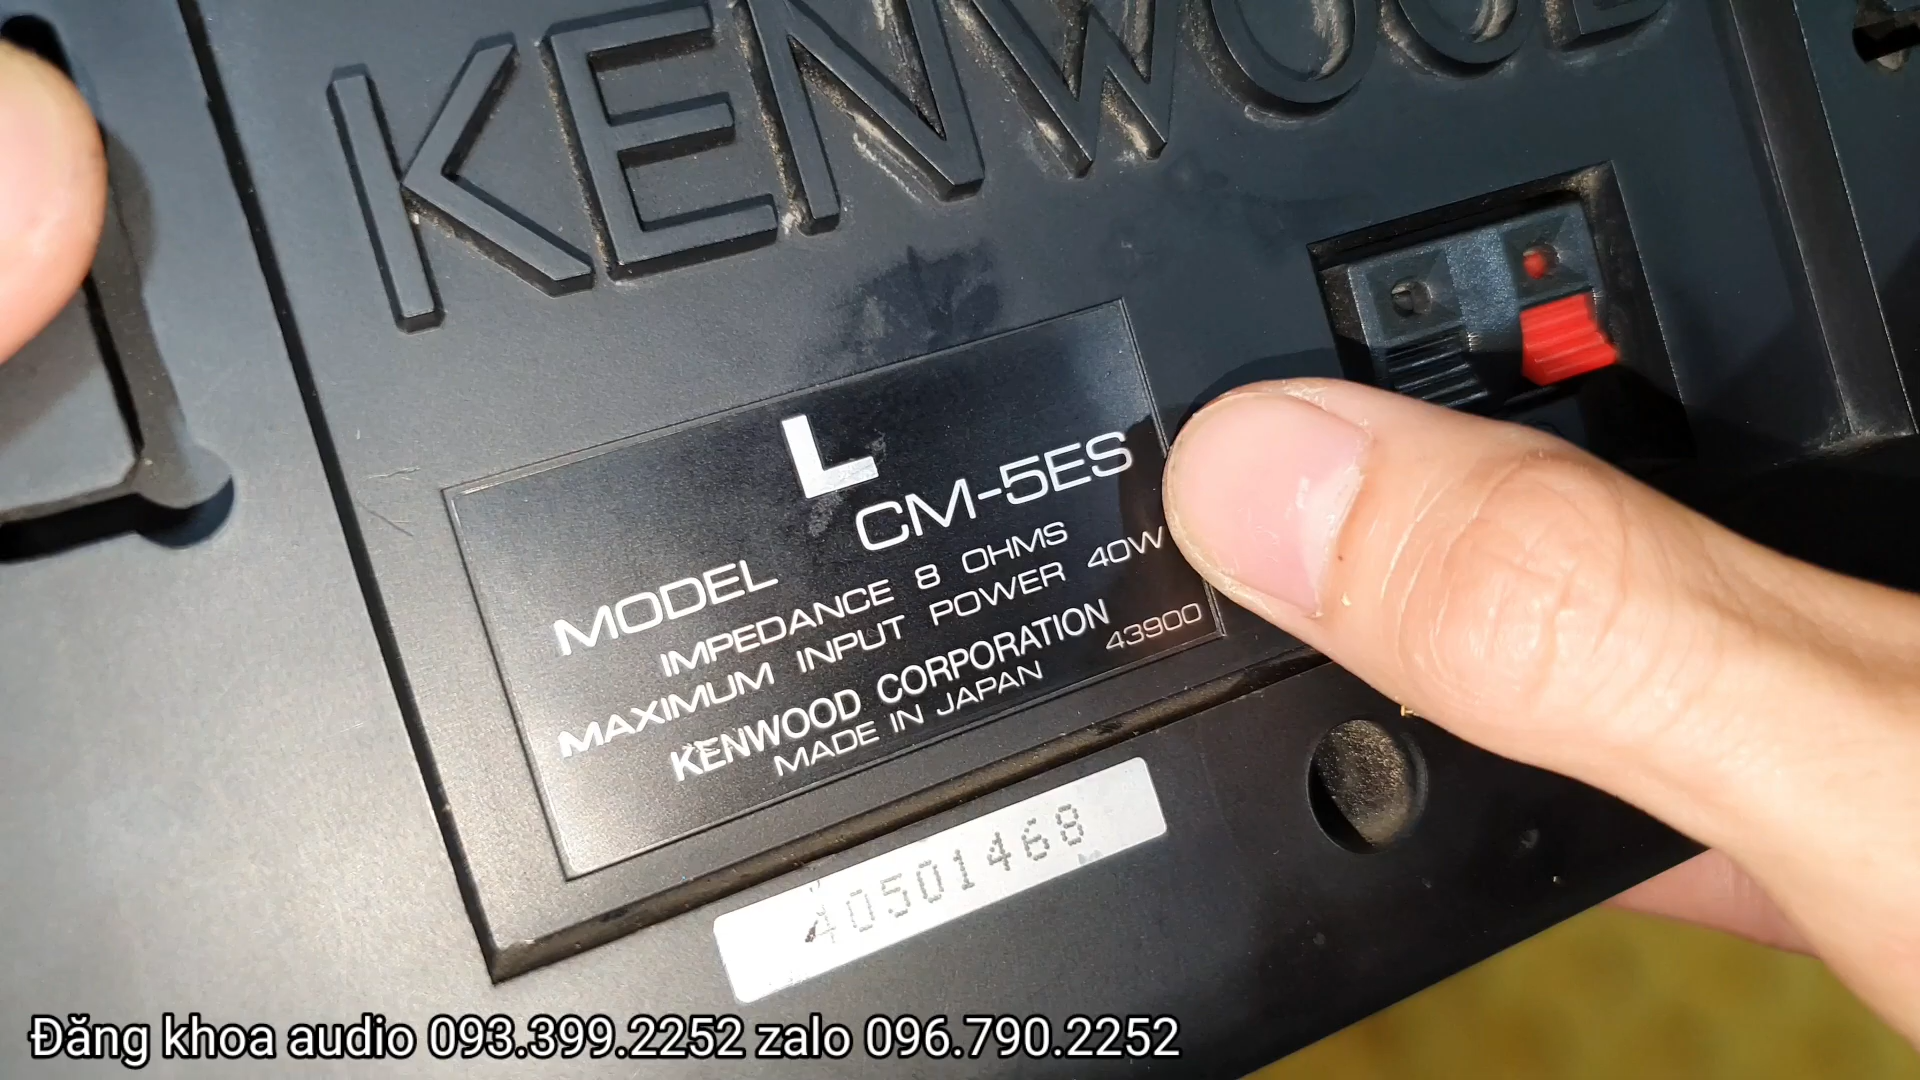 KENWOOD
L
MODEL CM-5ES
IMPEDANCE 8 OHMS
MAXIMUM INPUT POWER 40W
KENWOOD CORPORATION
MADE IN JAPAN 43900
40501468
Đăng khoa audio 093.399.2252 zalo 096.790.2252